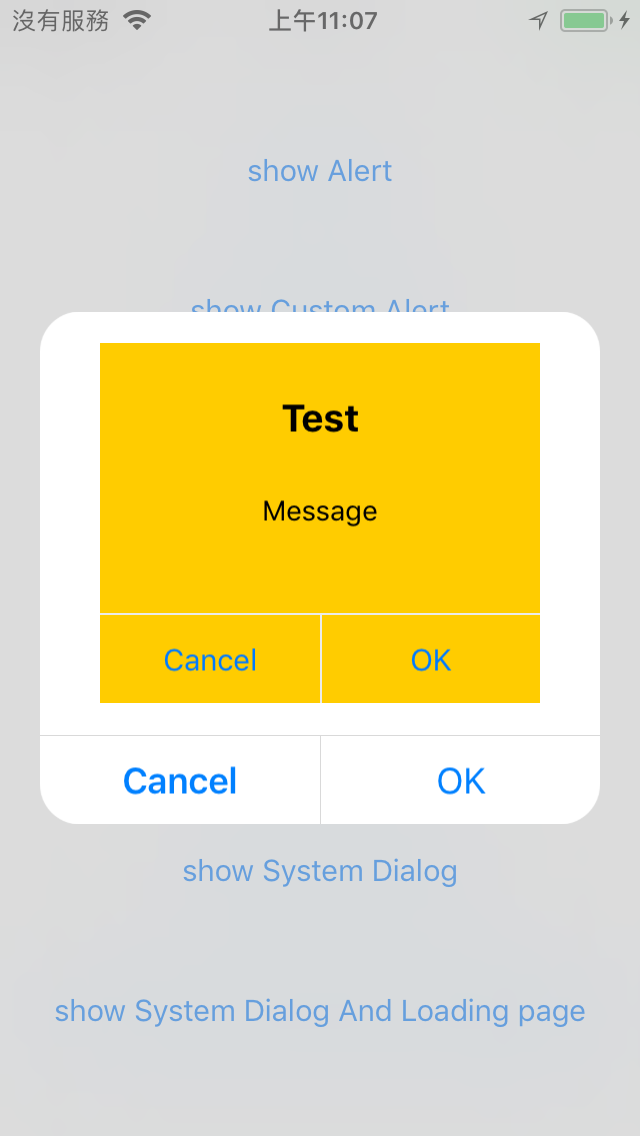 沒有服務 上午11:07
show Alert
show Custom Alert
Test
Message
Cancel OK
Cancel OK
show System Dialog
show System Dialog And Loading page